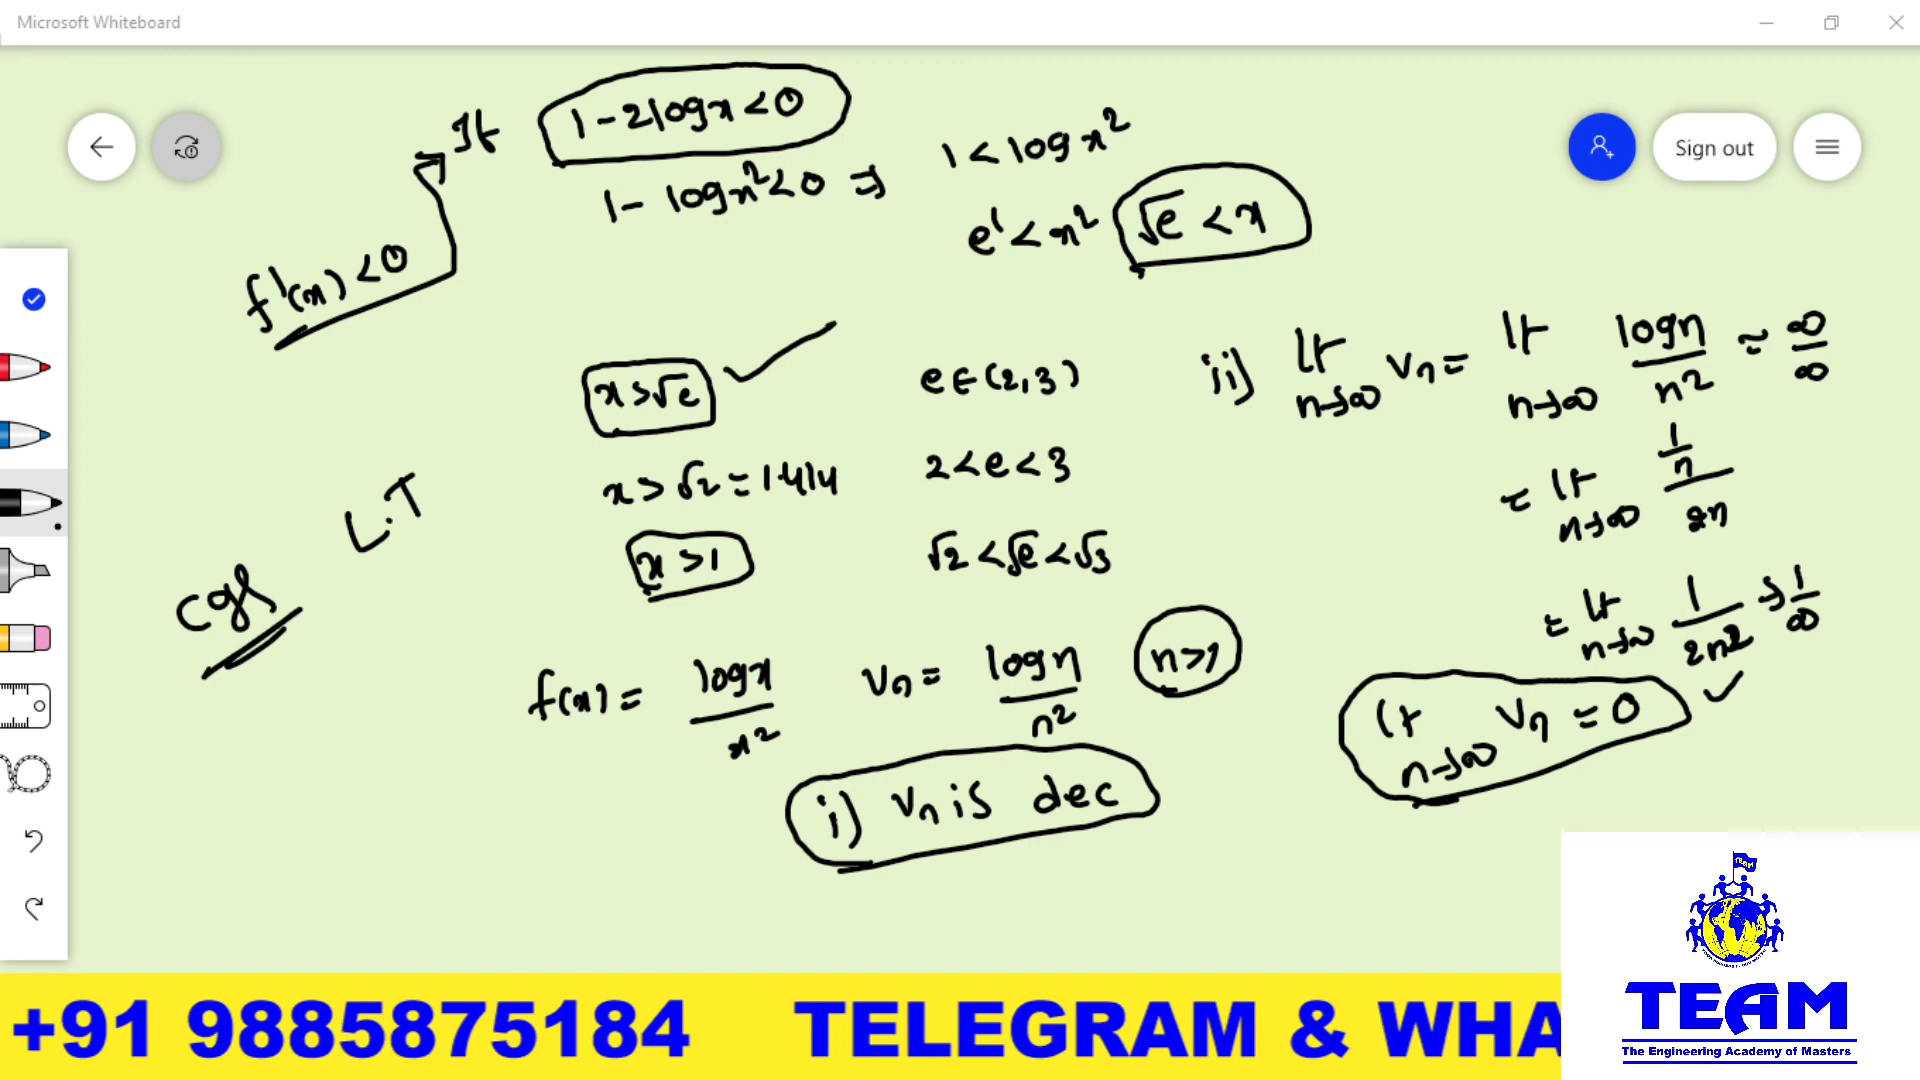 Microsoft Whiteboard
If 1-2logx<0
1-logx²<0 ⇒ 1<logx²
e¹<x² √e<x
f'(x)<0
Sign out
x>√e
x>√2=1.414
x>1
e∈(2,3)
2<e<3
√2<√e<√3
L.T
cgs
f(x)= logx/x² vn= logn/n² n>1
i) vn is dec
ii) lt n→∞ vn= lt n→∞ logn/n² = ∞/∞
= lt n→∞ (1/n)/2n
= lt n→∞ 1/2n² → 1/∞
lt n→∞ vn=0
TEAM
The Engineering Academy of Masters
+91 9885875184 TELEGRAM & WHA